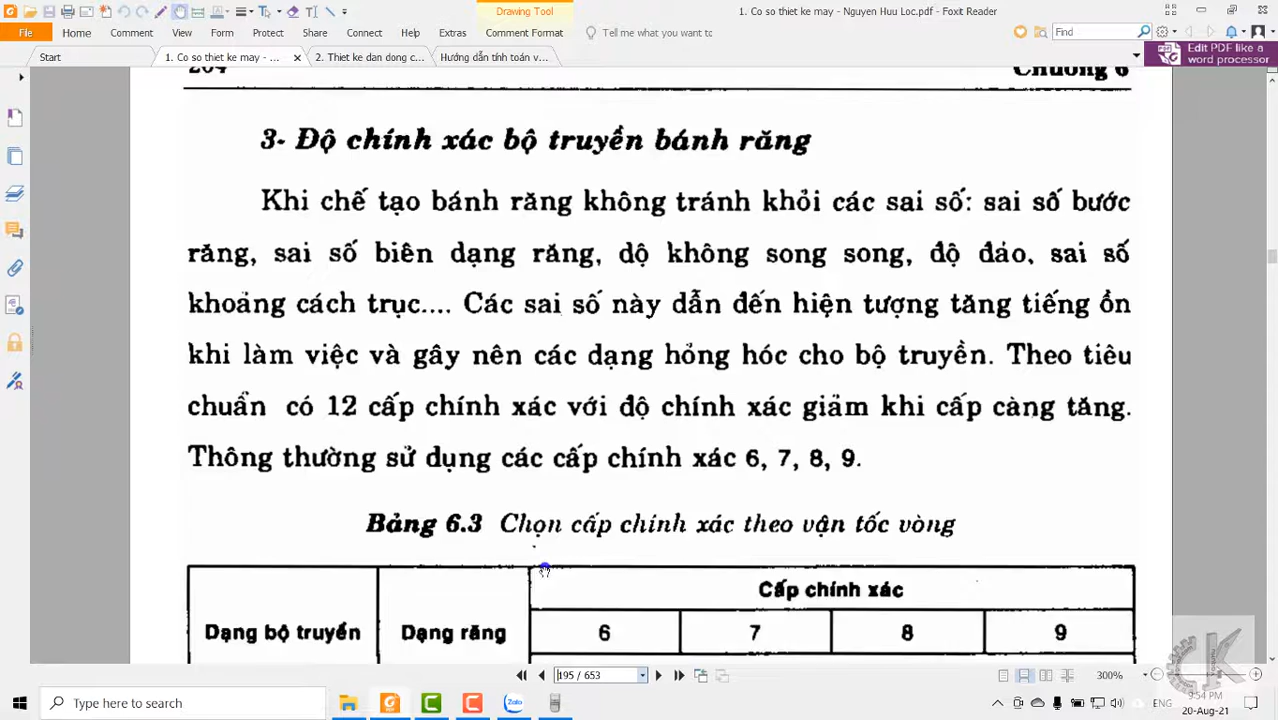 Drawing Tool
1. Co so thiet ke may - Nguyen Huu Loc.pdf - Foxit Reader
File Home Comment View Form Protect Share Connect Help Extras Comment Format Tell me what you want to Find
Start 1. Co so thiet ke may - ... 2. Thiet ke dan dong c... Hướng dẫn tính toán v... Edit PDF like a
word processor
204 Chương 6
3- Độ chính xác bộ truyền bánh răng
Khi chế tạo bánh răng không tránh khỏi các sai số: sai số bước
răng, sai số biên dạng răng, dộ không song song, độ đảo, sai số
khoảng cách trục.... Các sai số này dẫn đến hiện tượng tăng tiếng ồn
khi làm việc và gây nên các dạng hỏng hóc cho bộ truyền. Theo tiêu
chuẩn có 12 cấp chính xác với độ chính xác giảm khi cấp càng tăng.
Thông thường sử dụng các cấp chính xác 6, 7, 8, 9.
Bảng 6.3 Chọn cấp chính xác theo vận tốc vòng
Cấp chính xác
Dạng bộ truyền Dạng răng 6 7 8 9
195 / 653 300%
Type here to search Zalo ENG 9:54 PM
20-Aug-21